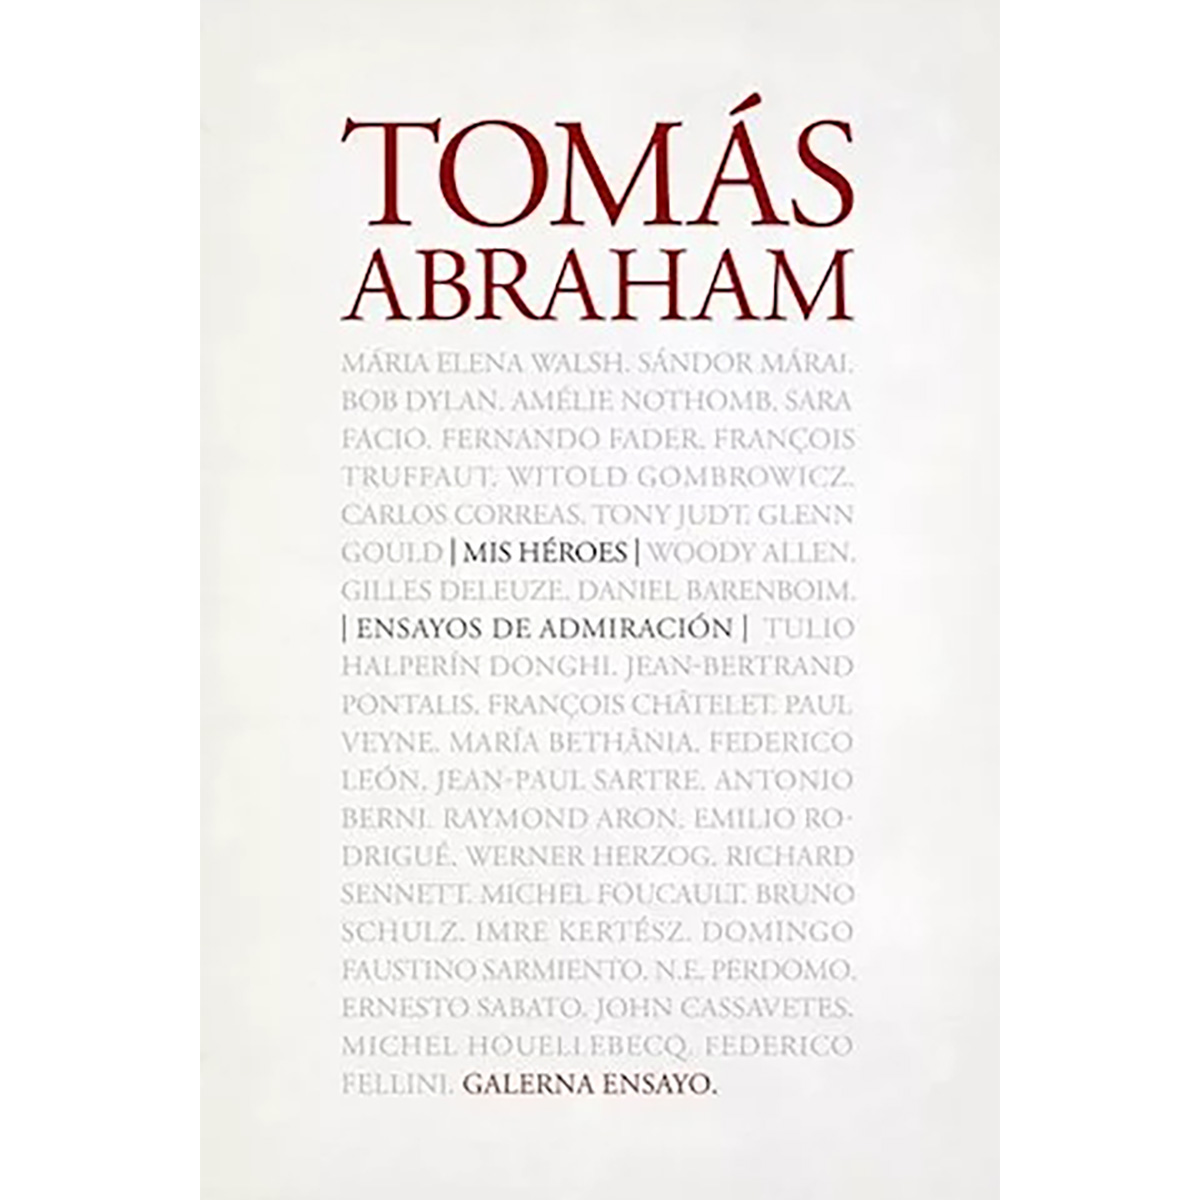 TOMÁS
ABRAHAM
MÁRIA ELENA WALSH. SÁNDOR MÁRAI.
BOB DYLAN. AMÉLIE NOTHOMB. SARA
FACIO. FERNANDO FADER. FRANÇOIS
TRUFFAUT. WITOLD GOMBROWICZ.
CARLOS CORREAS. TONY JUDT. GLENN
GOULD | MIS HÉROES | WOODY ALLEN.
GILLES DELEUZE. DANIEL BARENBOIM.
| ENSAYOS DE ADMIRACIÓN | TULIO
HALPERÍN DONGHI. JEAN-BERTRAND
PONTALIS. FRANÇOIS CHÂTELET. PAUL
VEYNE. MARÍA BETHÂNIA. FEDERICO
LEÓN. JEAN-PAUL SARTRE. ANTONIO
BERNI. RAYMOND ARON. EMILIO RO-
DRIGUÉ. WERNER HERZOG. RICHARD
SENNETT. MICHEL FOUCAULT. BRUNO
SCHULZ. IMRE KERTÉSZ. DOMINGO
FAUSTINO SARMIENTO. N.E. PERDOMO.
ERNESTO SABATO. JOHN CASSAVETES.
MICHEL HOUELLEBECQ. FEDERICO
FELLINI. GALERNA ENSAYO.